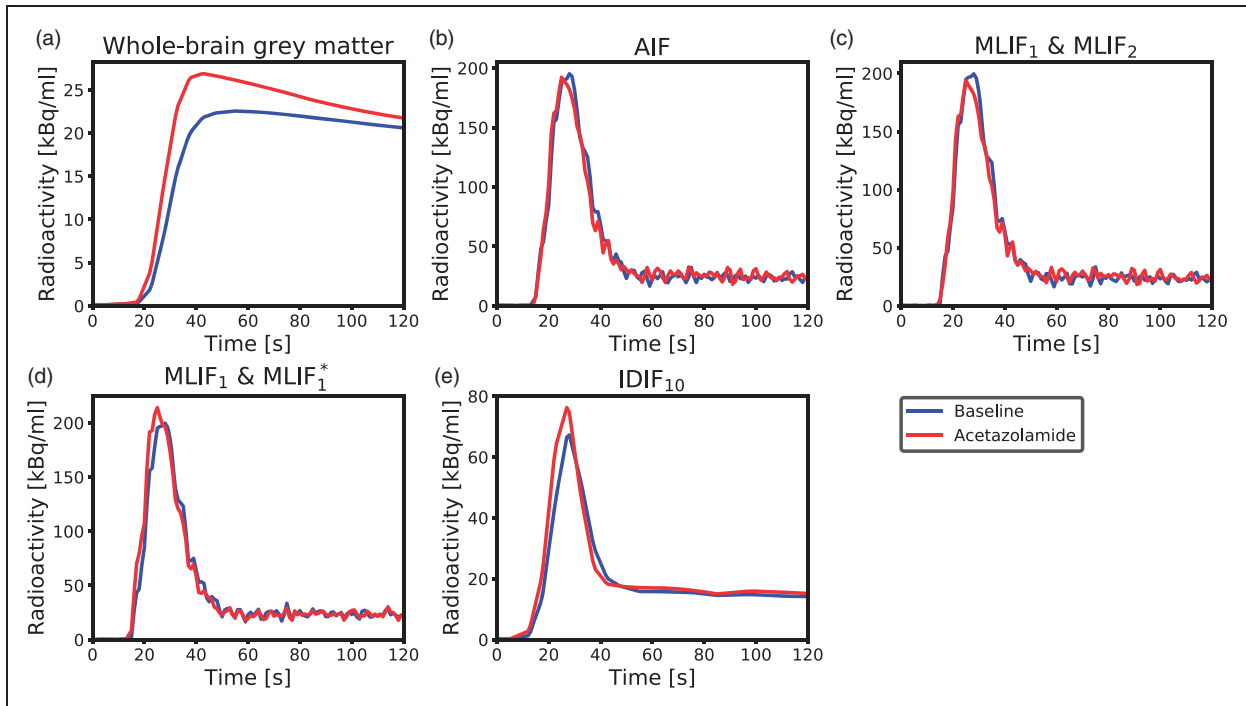 (a)
Whole-brain grey matter
Radioactivity [kBq/ml]
25
20
15
10
5
0
0 20 40 60 80 100 120
Time [s]
(b)
AIF
Radioactivity [kBq/ml]
200
150
100
50
0
0 20 40 60 80 100 120
Time [s]
(c)
MLIF₁ & MLIF₂
Radioactivity [kBq/ml]
200
150
100
50
0
0 20 40 60 80 100 120
Time [s]
(d)
MLIF₁ & MLIF₁*
Radioactivity [kBq/ml]
200
150
100
50
0
0 20 40 60 80 100 120
Time [s]
(e)
IDIF₁₀
Radioactivity [kBq/ml]
80
60
40
20
0
0 20 40 60 80 100 120
Time [s]
Baseline
Acetazolamide